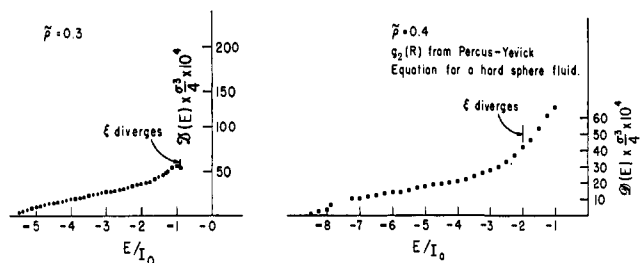 ρ̃ = 0.3
𝒟(E) x σ³/4 x 10⁴
200
150
100
50
ξ diverges
-5 -4 -3 -2 -1 -0
E/I₀
ρ̃ = 0.4
g₂(R) from Percus-Yevick
Equation for a hard sphere fluid.
ξ diverges
60
50
40
30
20
10
𝒟(E) x σ³/4 x 10⁴
-8 -7 -6 -5 -4 -3 -2 -1
E/I₀